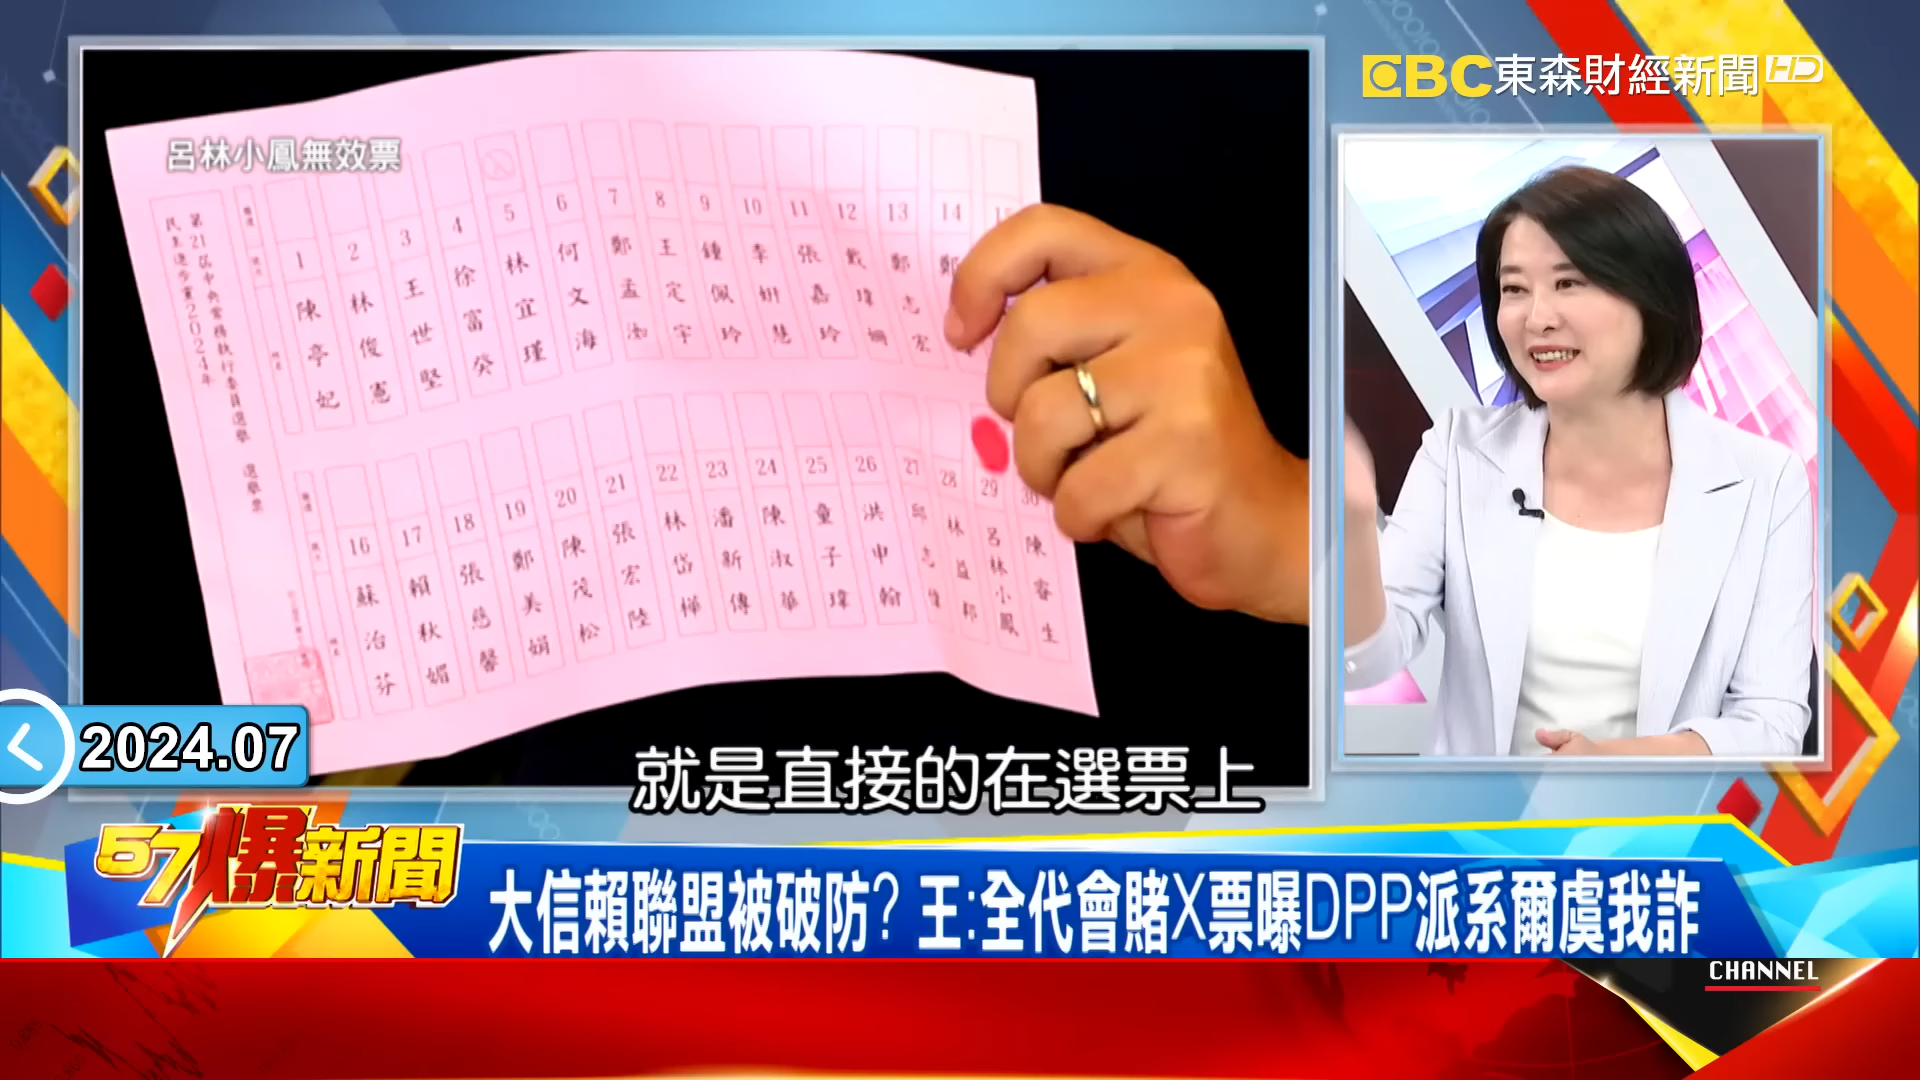 EBC東森財經新聞HD
呂林小鳳無效票
民主進步黨2024年
第21屆中央常務執行委員選舉 選舉票
1 陳亭妃
2 林俊憲
3 王世堅
4 徐富癸
5 林宜瑾
6 何文海
7 鄭孟洳
8 王定宇
9 鍾佩玲
10 李妍慧
11 張嘉玲
12 戴瑋姍
13 鄭志宏
14 鄭
15
16 蘇治芬
17 賴秋媚
18 張慈馨
19 鄭美娟
20 陳茂松
21 張宏陸
22 林岱樺
23 潘新傳
24 陳淑華
25 童子瑋
26 洪申翰
27 邱志偉
28 林益邦
29 呂林小鳳
30 陳睿生
2024.07
就是直接的在選票上
57爆新聞
大信賴聯盟被破防? 王:全代會賭X票曝DPP派系爾虞我詐
CHANNEL